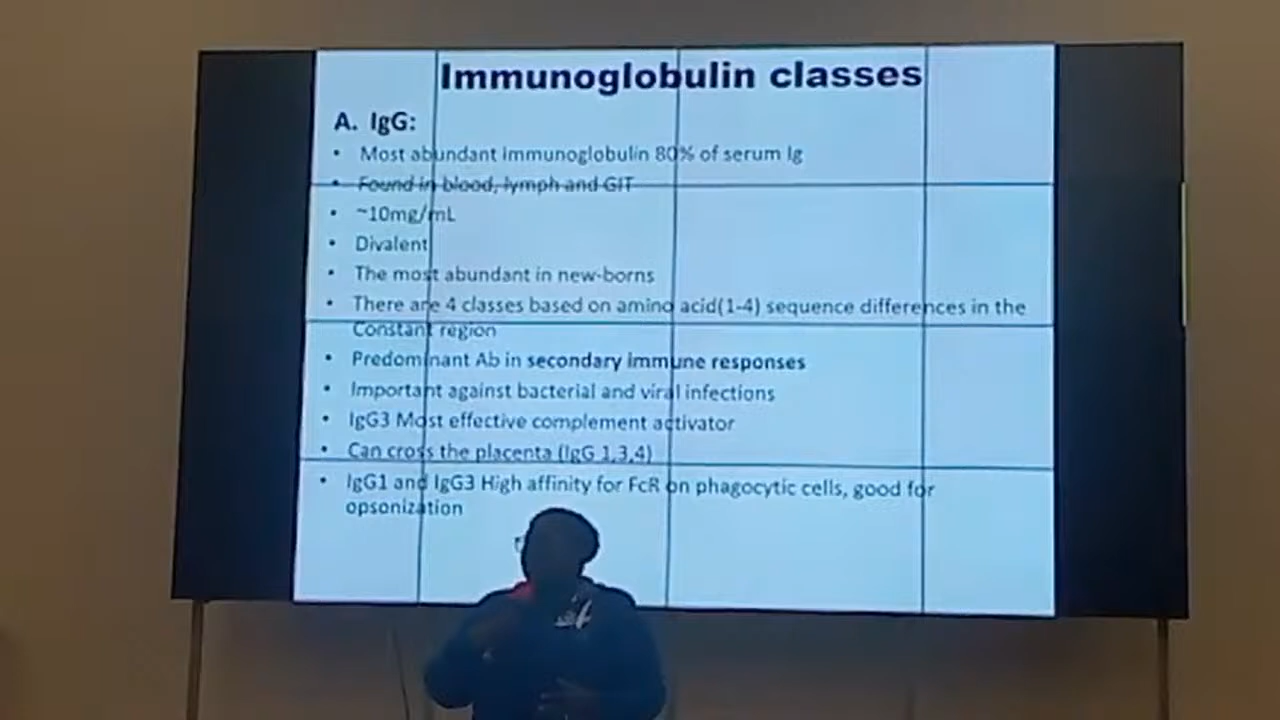 Immunoglobulin classes
A. IgG:
• Most abundant immunoglobulin 80% of serum Ig
• Found in blood, lymph and GIT
• ~10mg/mL
• Divalent
• The most abundant in new-borns
• There are 4 classes based on amino acid(1-4) sequence differences in the
Constant region
• Predominant Ab in secondary immune responses
• Important against bacterial and viral infections
• IgG3 Most effective complement activator
• Can cross the placenta (IgG 1,3,4)
• IgG1 and IgG3 High affinity for FcR on phagocytic cells, good for
opsonization